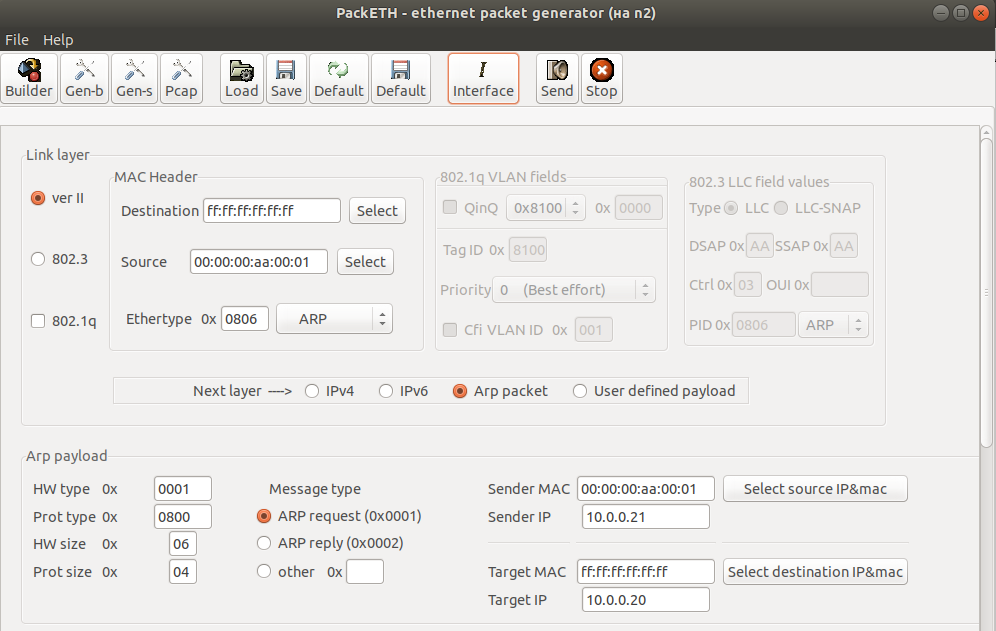 PackETH - ethernet packet generator (на n2)
File Help
Builder Gen-b Gen-s Pcap Load Save Default Default Interface Send Stop
Link layer
ver II
802.3
802.1q
MAC Header
Destination ff:ff:ff:ff:ff:ff Select
Source 00:00:00:aa:00:01 Select
Ethertype 0x 0806 ARP
802.1q VLAN fields
QinQ 0x8100 0x 0000
Tag ID 0x 8100
Priority 0 (Best effort)
Cfi VLAN ID 0x 001
802.3 LLC field values
Type LLC LLC-SNAP
DSAP 0x AA SSAP 0x AA
Ctrl 0x 03 OUI 0x
PID 0x 0806 ARP
Next layer ----> IPv4 IPv6 Arp packet User defined payload
Arp payload
HW type 0x 0001
Prot type 0x 0800
HW size 0x 06
Prot size 0x 04
Message type
ARP request (0x0001)
ARP reply (0x0002)
other 0x
Sender MAC 00:00:00:aa:00:01 Select source IP&mac
Sender IP 10.0.0.21
Target MAC ff:ff:ff:ff:ff:ff Select destination IP&mac
Target IP 10.0.0.20